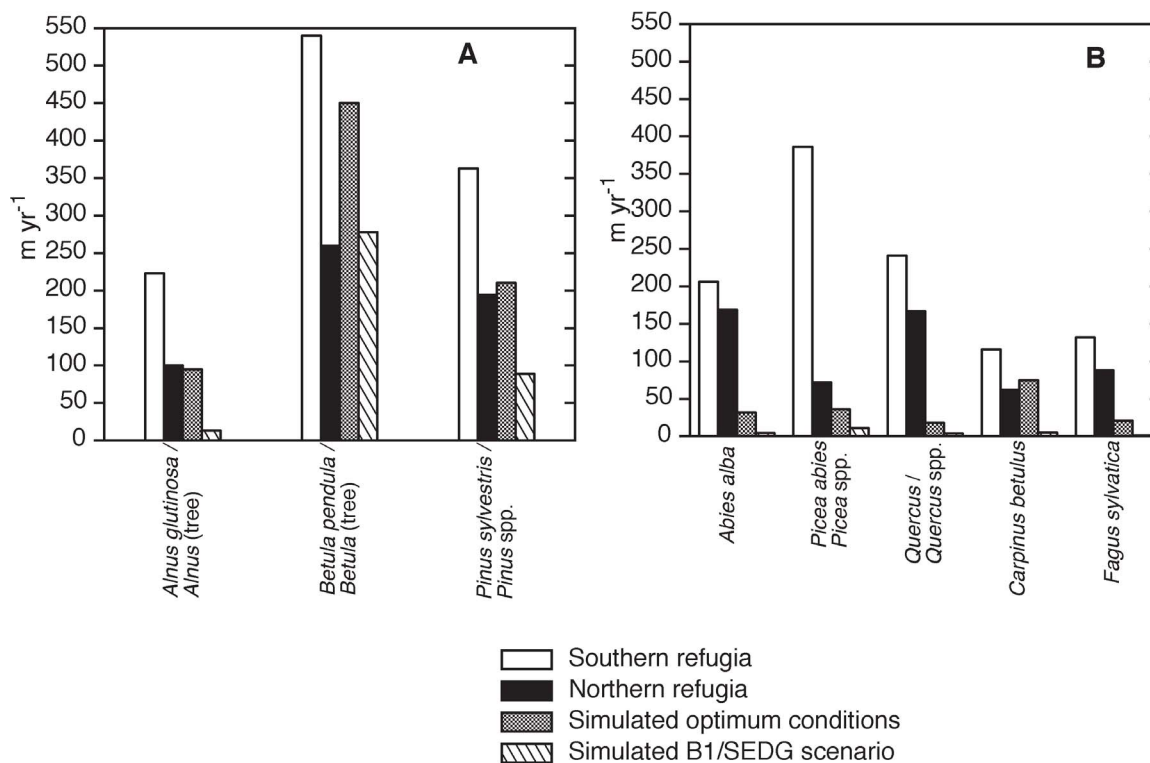 A
550
500
450
400
350
300
250
200
150
100
50
0
m yr⁻¹
Alnus glutinosa /
Alnus (tree)
Betula pendula /
Betula (tree)
Pinus sylvestris /
Pinus spp.
B
550
500
450
400
350
300
250
200
150
100
50
0
m yr⁻¹
Abies alba
Picea abies
Picea spp.
Quercus /
Quercus spp.
Carpinus betulus
Fagus sylvatica
Southern refugia
Northern refugia
Simulated optimum conditions
Simulated B1/SEDG scenario